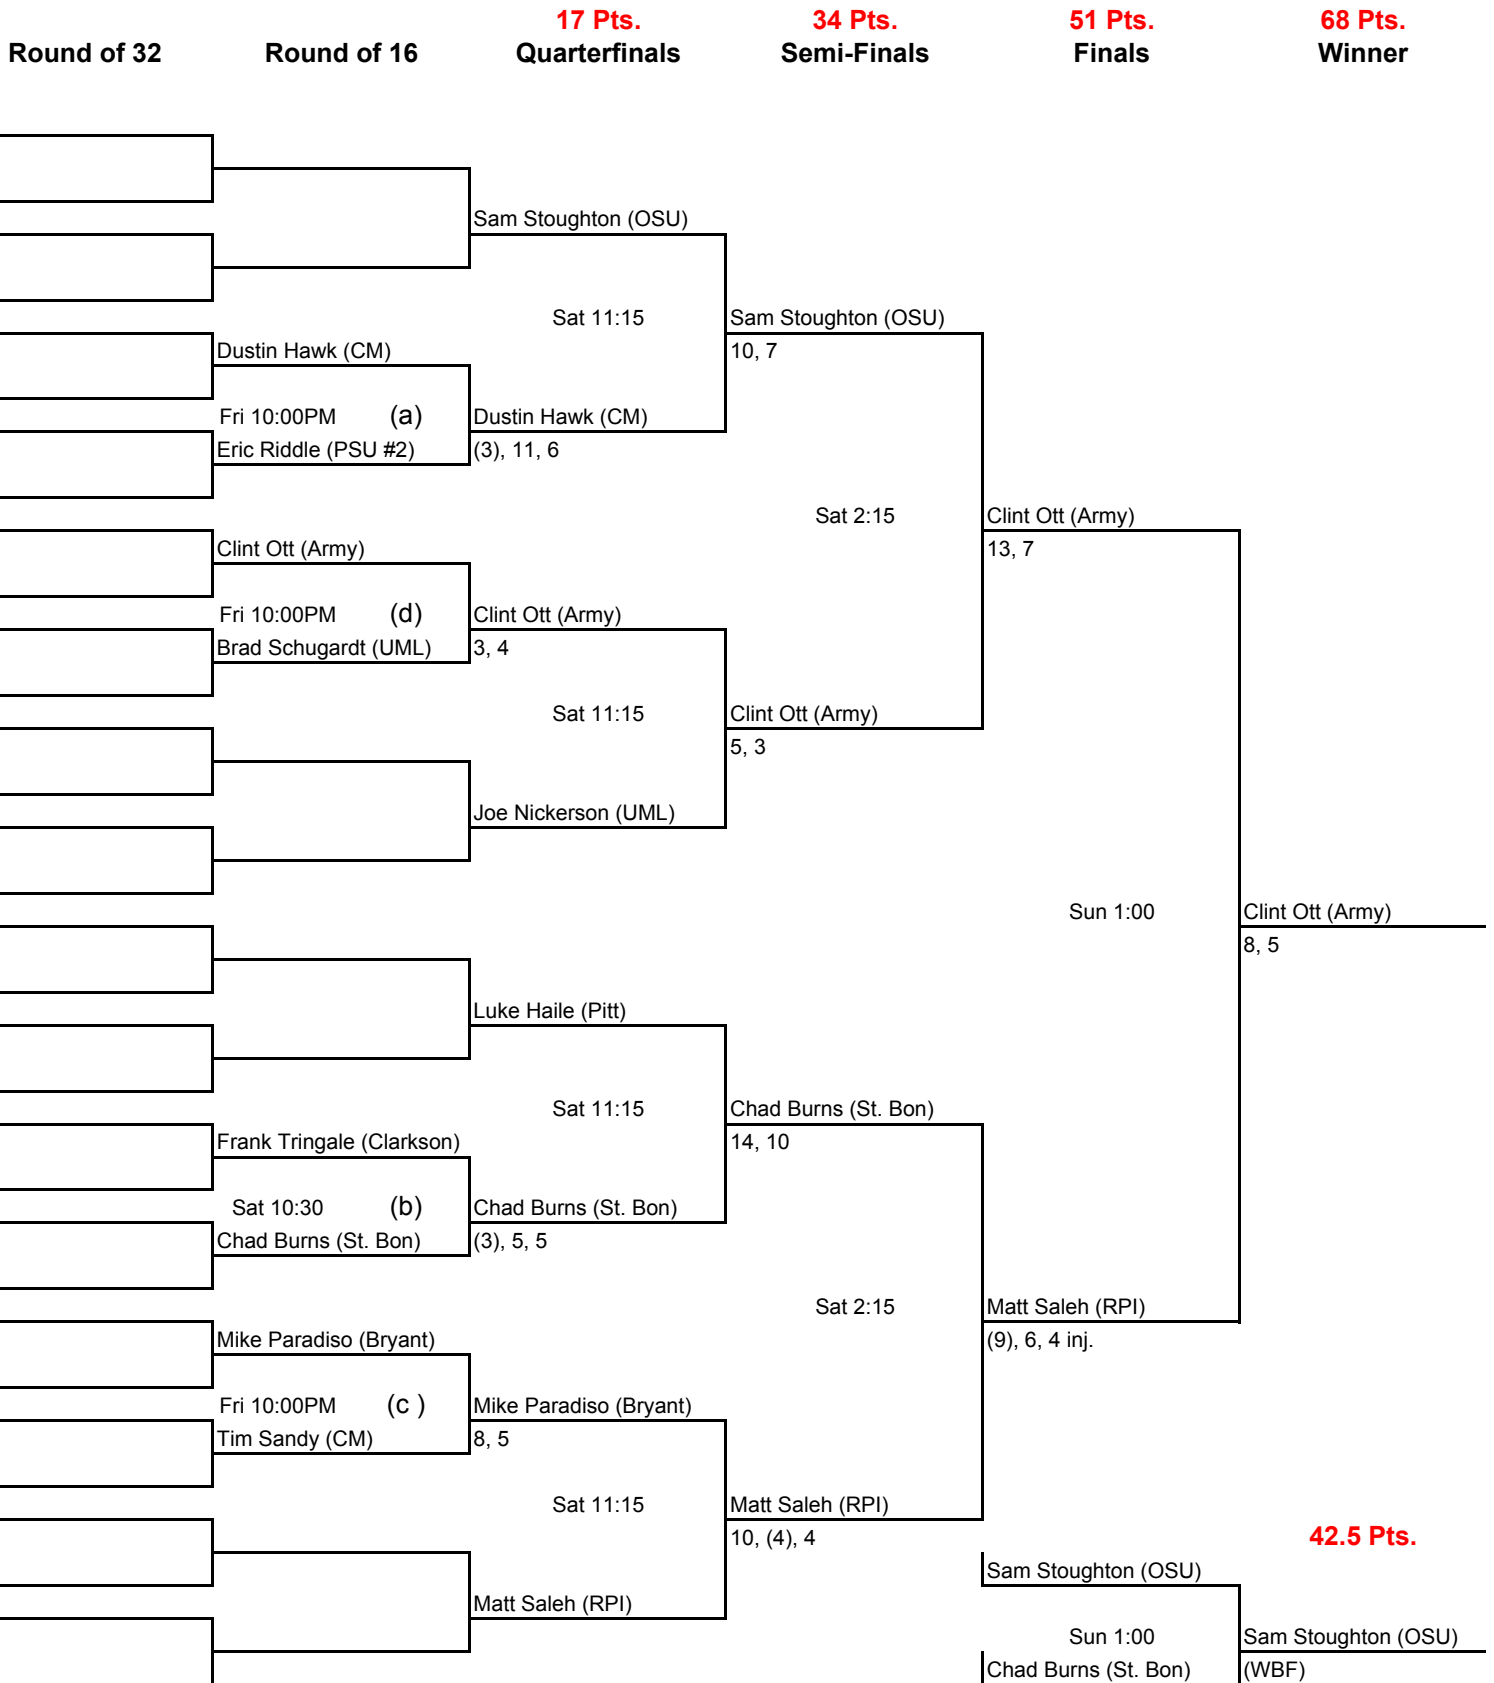 17 Pts. 34 Pts. 51 Pts. 68 Pts.
Round of 32 Round of 16 Quarterfinals Semi-Finals Finals Winner
Sam Stoughton (OSU)
Sat 11:15 Sam Stoughton (OSU)
Dustin Hawk (CM) 10, 7
Fri 10:00PM (a) Dustin Hawk (CM)
Eric Riddle (PSU #2) (3), 11, 6
Sat 2:15 Clint Ott (Army)
Clint Ott (Army) 13, 7
Fri 10:00PM (d) Clint Ott (Army)
Brad Schugardt (UML) 3, 4
Sat 11:15 Clint Ott (Army)
5, 3
Joe Nickerson (UML)
Sun 1:00 Clint Ott (Army)
8, 5
Luke Haile (Pitt)
Sat 11:15 Chad Burns (St. Bon)
Frank Tringale (Clarkson) 14, 10
Sat 10:30 (b) Chad Burns (St. Bon)
Chad Burns (St. Bon) (3), 5, 5
Sat 2:15 Matt Saleh (RPI)
Mike Paradiso (Bryant) (9), 6, 4 inj.
Fri 10:00PM (c ) Mike Paradiso (Bryant)
Tim Sandy (CM) 8, 5
Sat 11:15 Matt Saleh (RPI)
10, (4), 4 42.5 Pts.
Sam Stoughton (OSU)
Matt Saleh (RPI)
Sun 1:00 Sam Stoughton (OSU)
Chad Burns (St. Bon) (WBF)